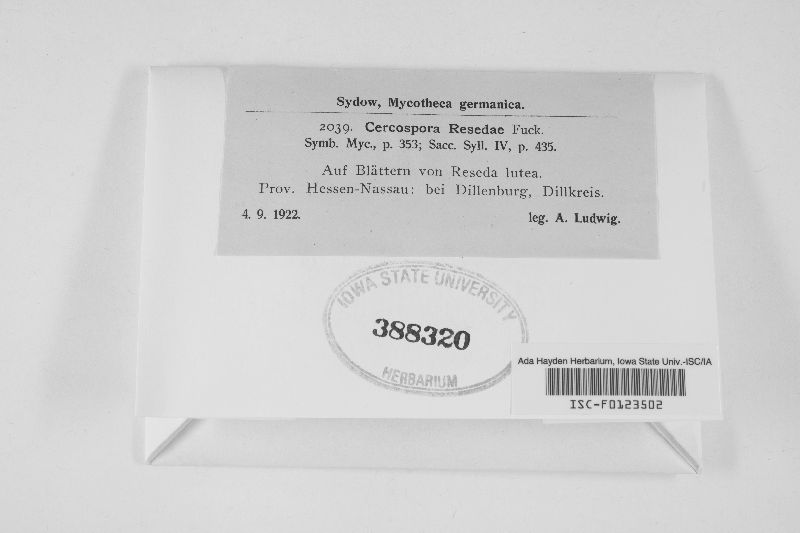 Sydow, Mycotheca germanica.
2039. Cercospora Resedae Fuck.
Symb. Myc., p. 353; Sacc. Syll. IV, p. 435.
Auf Blättern von Reseda lutea.
Prov. Hessen-Nassau: bei Dillenburg, Dillkreis.
4. 9. 1922. leg. A. Ludwig.
IOWA STATE UNIVERSITY
388320
HERBARIUM
Ada Hayden Herbarium, Iowa State Univ.-ISC/IA
ISC-F0123502